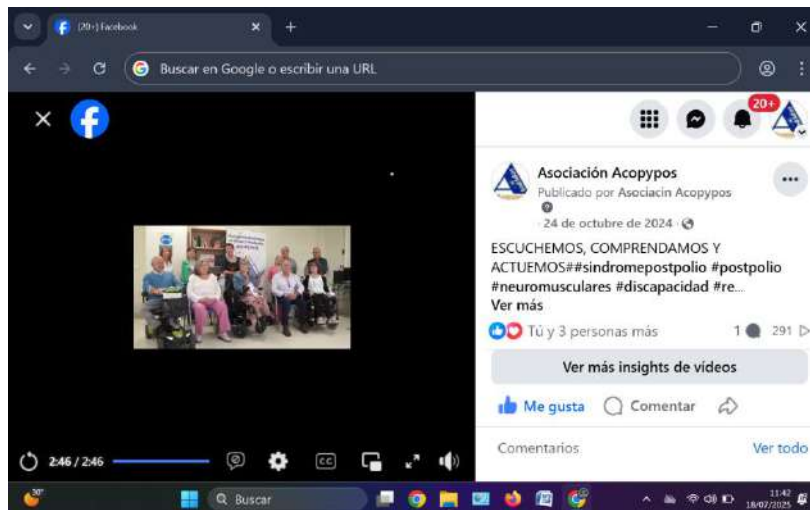 (20+) Facebook
Buscar en Google o escribir una URL
20+
Asociación Acopypos
Publicado por Asociacin Acopypos
24 de octubre de 2024
ESCUCHEMOS, COMPRENDAMOS Y
ACTUEMOS##sindromepostpolio #postpolio
#neuromusculares #discapacidad #re...
Ver más
Tú y 3 personas más 1 291
Ver más insights de vídeos
Me gusta Comentar
Comentarios Ver todo
2:46 / 2:46
CC
30°
Buscar
11:42
18/07/2025